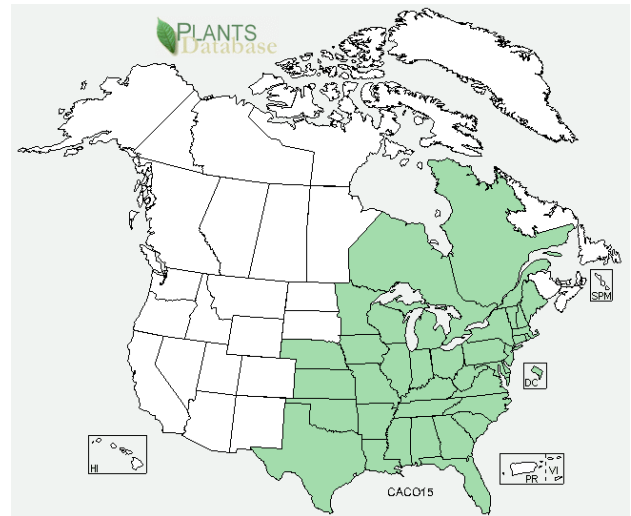 PLANTS
Database
SPM
DC
HI
PR
VI
CACO15